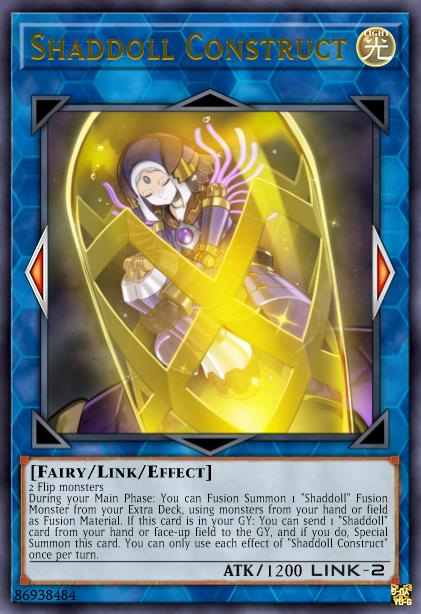 SHADDOLL CONSTRUCT
LIGHT
光
[FAIRY/LINK/EFFECT]
2 Flip monsters
During your Main Phase: You can Fusion Summon 1 "Shaddoll" Fusion
Monster from your Extra Deck, using monsters from your hand or field
as Fusion Material. If this card is in your GY: You can send 1 "Shaddoll"
card from your hand or face-up field to the GY, and if you do, Special
Summon this card. You can only use each effect of "Shaddoll Construct"
once per turn.
ATK/1200 LINK-2
86938484